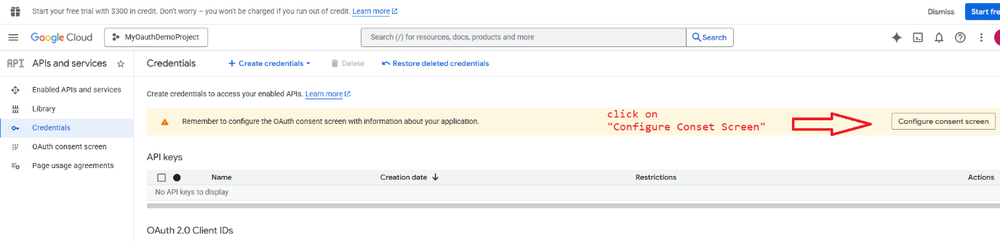 Start your free trial with $300 in credit. Don't worry – you won't be charged if you run out of credit. Learn more
Dismiss
Start fre
Google Cloud
MyOauthDemoProject
Search (/) for resources, docs, products and more
Search
API APIs and services
Credentials
+ Create credentials
Delete
Restore deleted credentials
Enabled APIs and services
Library
Credentials
OAuth consent screen
Page usage agreements
Create credentials to access your enabled APIs. Learn more
Remember to configure the OAuth consent screen with information about your application.
click on
"Configure Conset Screen"
Configure consent screen
API keys
Name Creation date Restrictions Actions
No API keys to display
OAuth 2.0 Client IDs